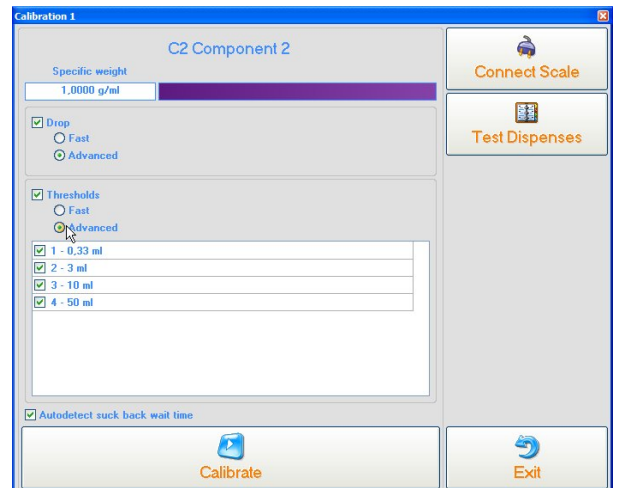 Calibration 1
C2 Component 2
Specific weight
1,0000 g/ml
Drop
Fast
Advanced
Thresholds
Fast
Advanced
1 - 0,33 ml
2 - 3 ml
3 - 10 ml
4 - 50 ml
Autodetect suck back wait time
Calibrate
Connect Scale
Test Dispenses
Exit